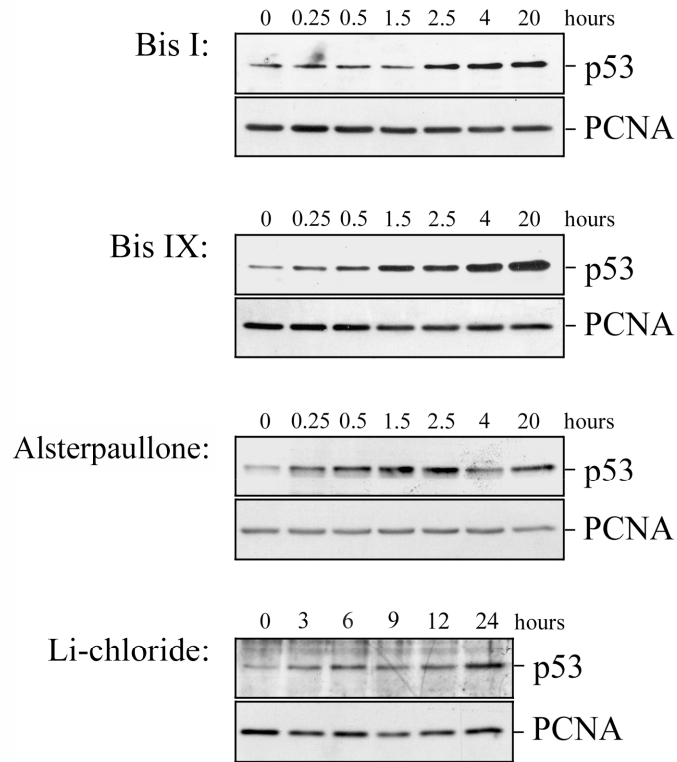 0 0.25 0.5 1.5 2.5 4 20 hours
Bis I:
- p53
- PCNA
0 0.25 0.5 1.5 2.5 4 20 hours
Bis IX:
- p53
- PCNA
0 0.25 0.5 1.5 2.5 4 20 hours
Alsterpaullone:
- p53
- PCNA
0 3 6 9 12 24 hours
Li-chloride:
- p53
- PCNA